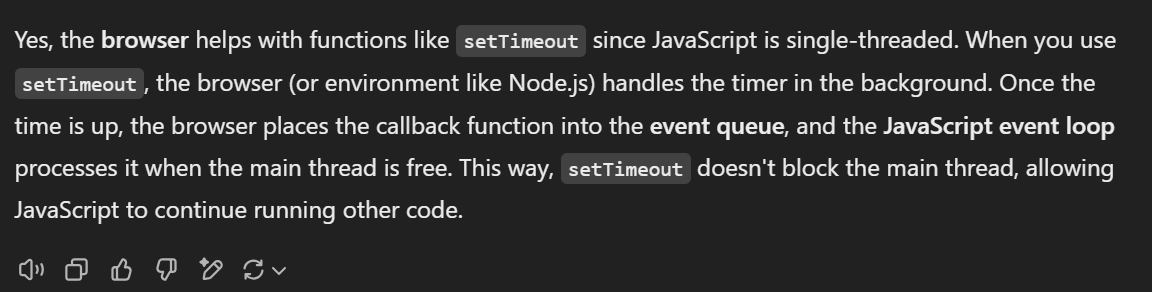 Yes, the browser helps with functions like setTimeout since JavaScript is single-threaded. When you use
setTimeout, the browser (or environment like Node.js) handles the timer in the background. Once the
time is up, the browser places the callback function into the event queue, and the JavaScript event loop
processes it when the main thread is free. This way, setTimeout doesn't block the main thread, allowing
JavaScript to continue running other code.